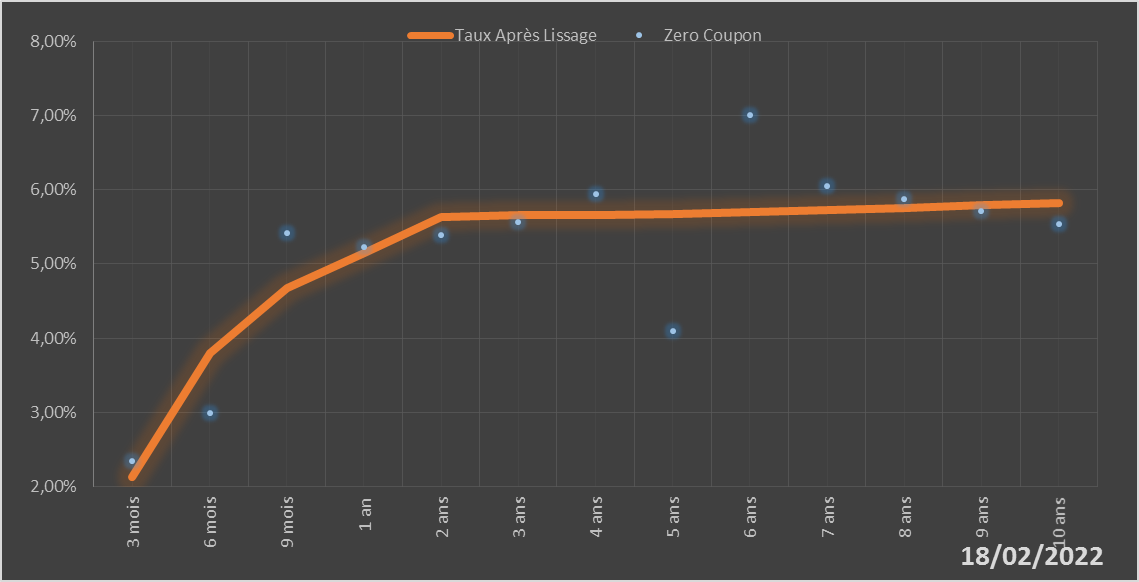 Taux Après Lissage Zero Coupon
8,00%
7,00%
6,00%
5,00%
4,00%
3,00%
2,00%
3 mois
6 mois
9 mois
1 an
2 ans
3 ans
4 ans
5 ans
6 ans
7 ans
8 ans
9 ans
10 ans
18/02/2022